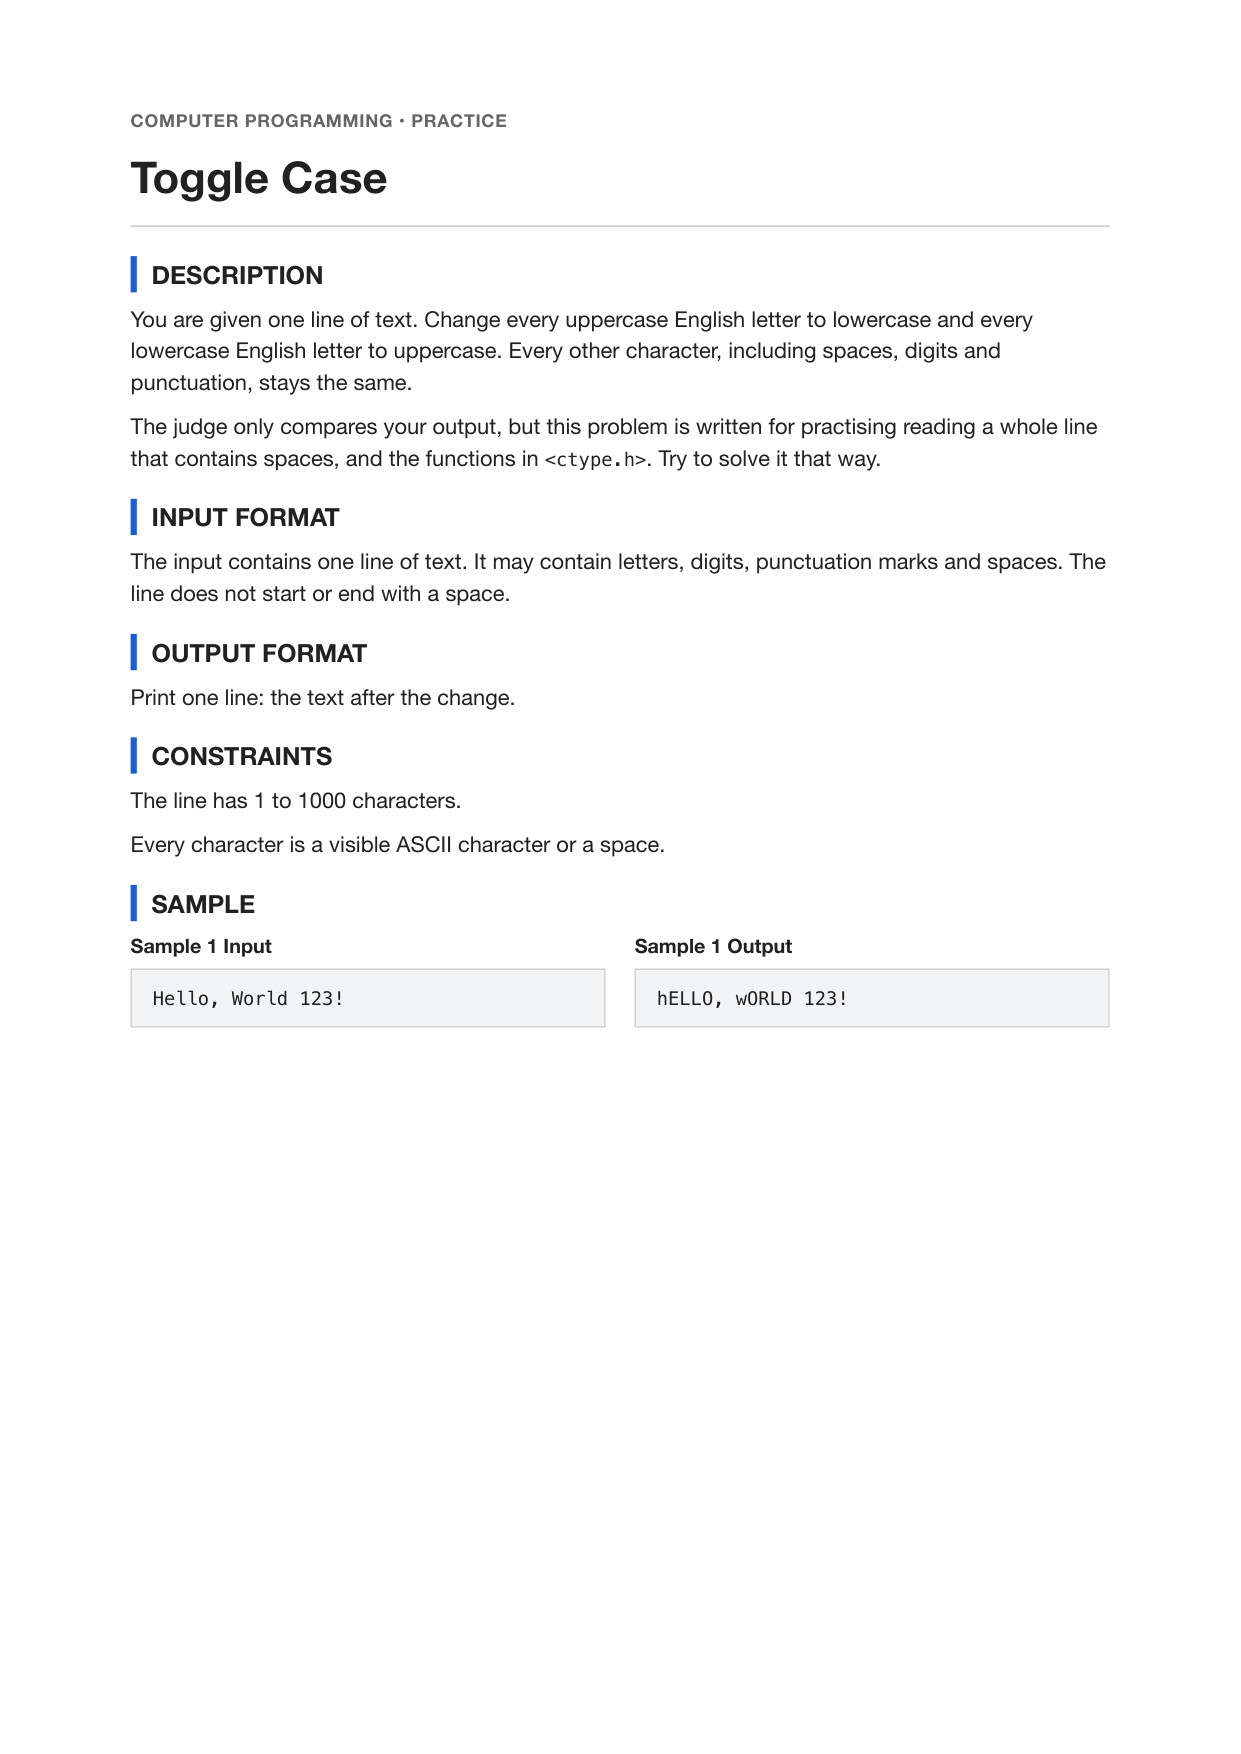 COMPUTER PROGRAMMING • PRACTICE
Toggle Case
DESCRIPTION
You are given one line of text. Change every uppercase English letter to lowercase and every
lowercase English letter to uppercase. Every other character, including spaces, digits and
punctuation, stays the same.
The judge only compares your output, but this problem is written for practising reading a whole line
that contains spaces, and the functions in <ctype.h>. Try to solve it that way.
INPUT FORMAT
The input contains one line of text. It may contain letters, digits, punctuation marks and spaces. The
line does not start or end with a space.
OUTPUT FORMAT
Print one line: the text after the change.
CONSTRAINTS
The line has 1 to 1000 characters.
Every character is a visible ASCII character or a space.
SAMPLE
Sample 1 Input
Hello, World 123!
Sample 1 Output
hELLO, wORLD 123!